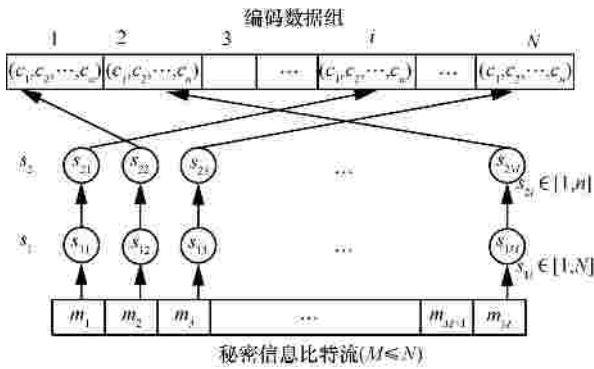 编码数据组
1 2 3 i N
(c₁,c₂,⋯,cₙ) (c₁,c₂,⋯,cₙ) ⋯ (c₁,c₂,⋯,cₙ) ⋯ (c₁,c₂,⋯,cₙ)
s₂ s₂₁ s₂₂ s₂₃ ⋯ s₂M
s₂ᵢ∈[1,n]
s₁ s₁₁ s₁₂ s₁₃ ⋯ s₁M
s₁ᵢ∈[1,N]
m₁ m₂ m₃ ⋯ m_M-1 m_M
秘密信息比特流(M≤N)